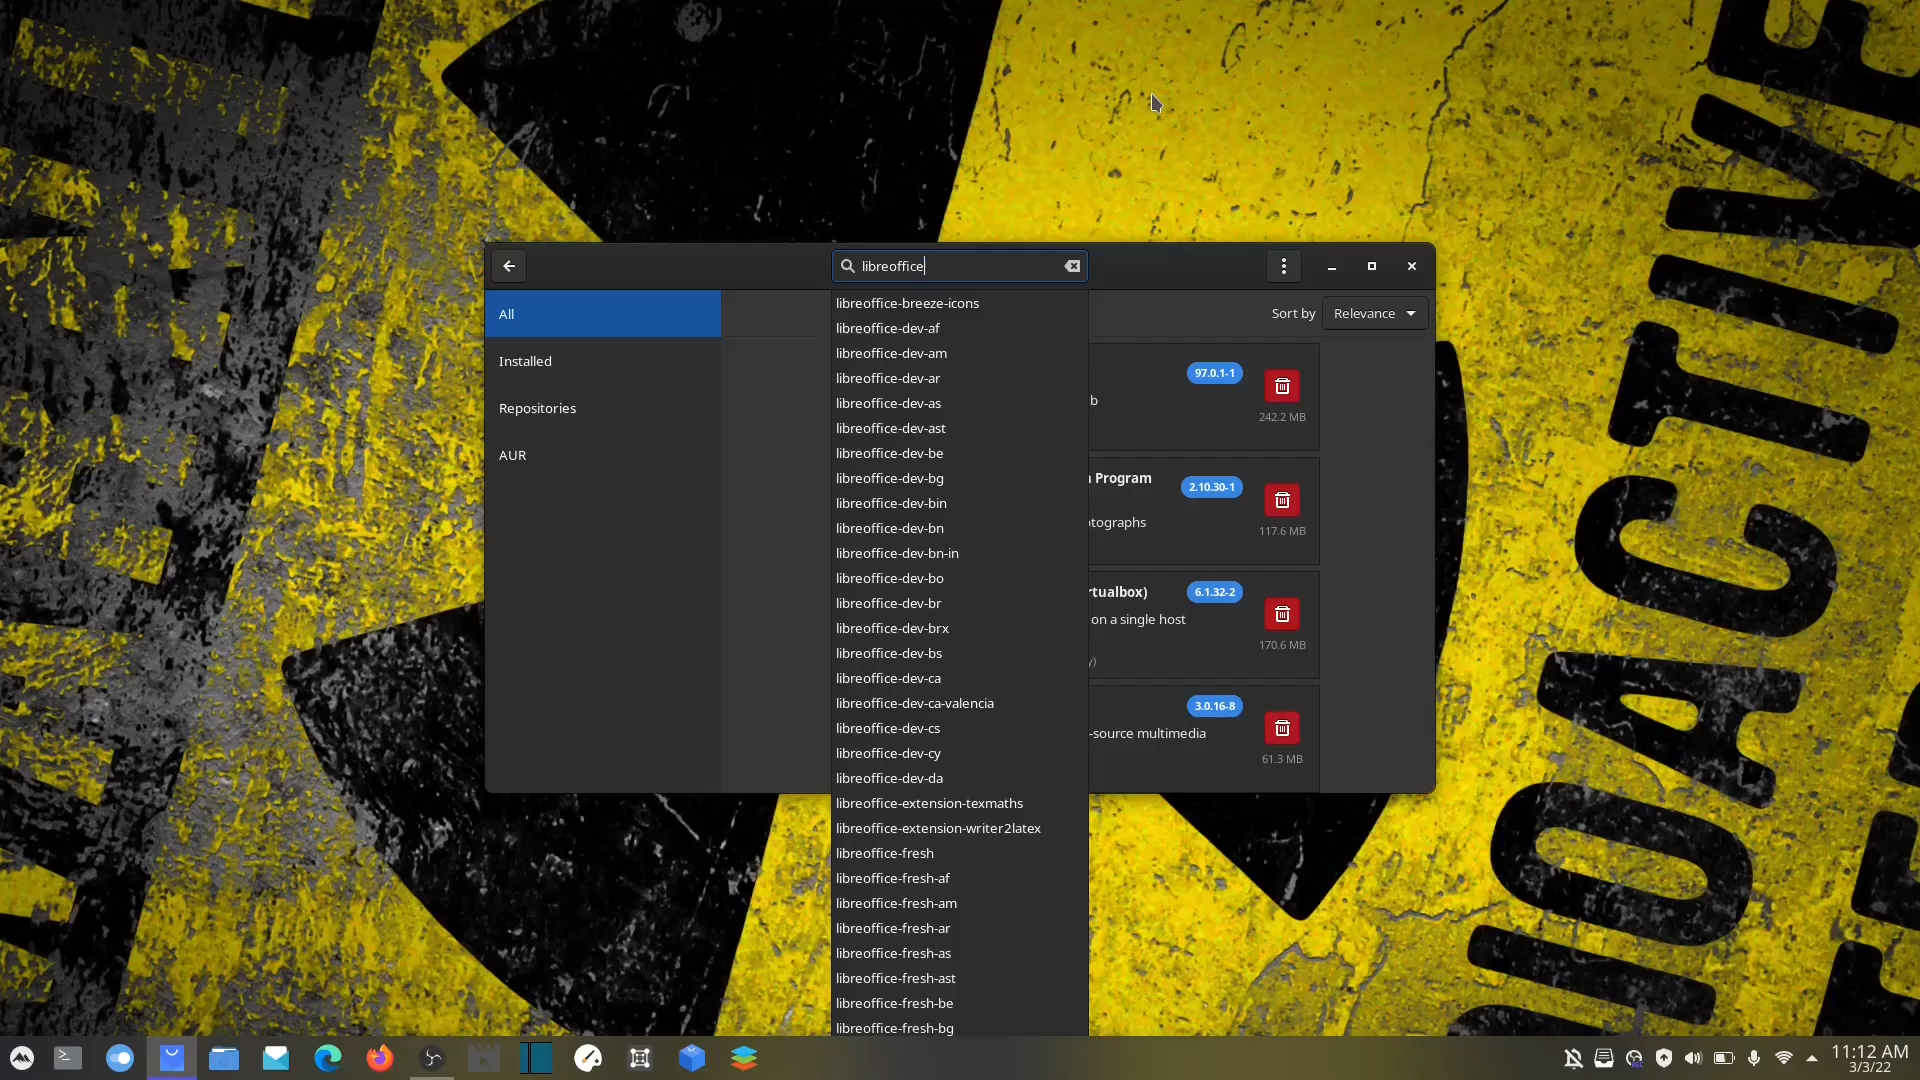 libreoffice
All
Installed
Repositories
AUR
Sort by
Relevance
libreoffice-breeze-icons
libreoffice-dev-af
libreoffice-dev-am
libreoffice-dev-ar
libreoffice-dev-as
libreoffice-dev-ast
libreoffice-dev-be
libreoffice-dev-bg
libreoffice-dev-bin
libreoffice-dev-bn
libreoffice-dev-bn-in
libreoffice-dev-bo
libreoffice-dev-br
libreoffice-dev-brx
libreoffice-dev-bs
libreoffice-dev-ca
libreoffice-dev-ca-valencia
libreoffice-dev-cs
libreoffice-dev-cy
libreoffice-dev-da
libreoffice-extension-texmaths
libreoffice-extension-writer2latex
libreoffice-fresh
libreoffice-fresh-af
libreoffice-fresh-am
libreoffice-fresh-ar
libreoffice-fresh-as
libreoffice-fresh-ast
libreoffice-fresh-be
libreoffice-fresh-bg
97.0.1-1
b
242.2 MB
Program
2.10.30-1
tographs
117.6 MB
rtualbox)
6.1.32-2
on a single host
y)
170.6 MB
3.0.16-8
-source multimedia
61.3 MB
11:12 AM
3/3/22